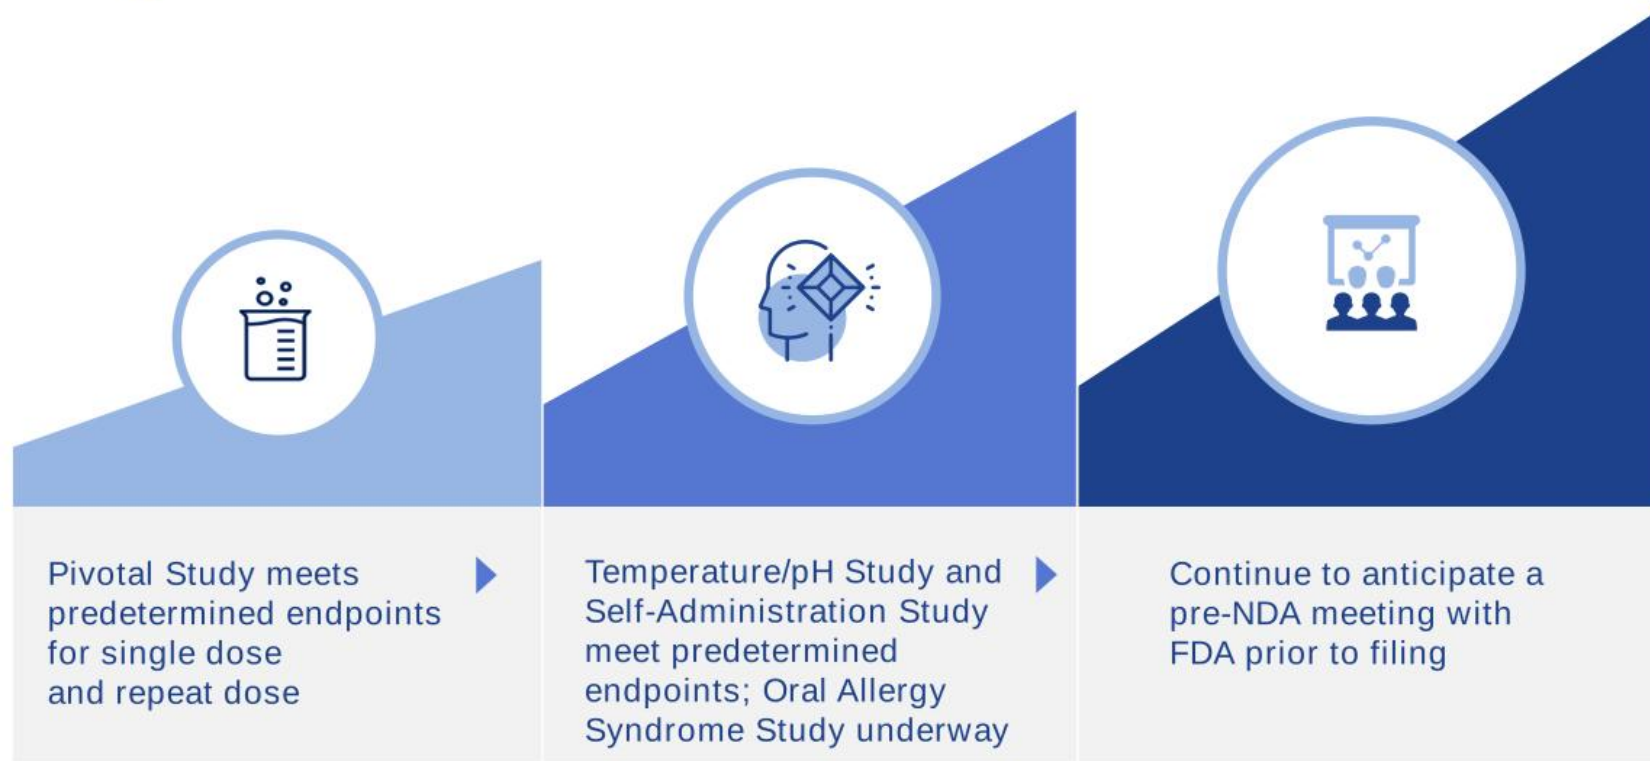 Pivotal Study meets
predetermined endpoints
for single dose
and repeat dose
Temperature/pH Study and
Self-Administration Study
meet predetermined
endpoints; Oral Allergy
Syndrome Study underway
Continue to anticipate a
pre-NDA meeting with
FDA prior to filing